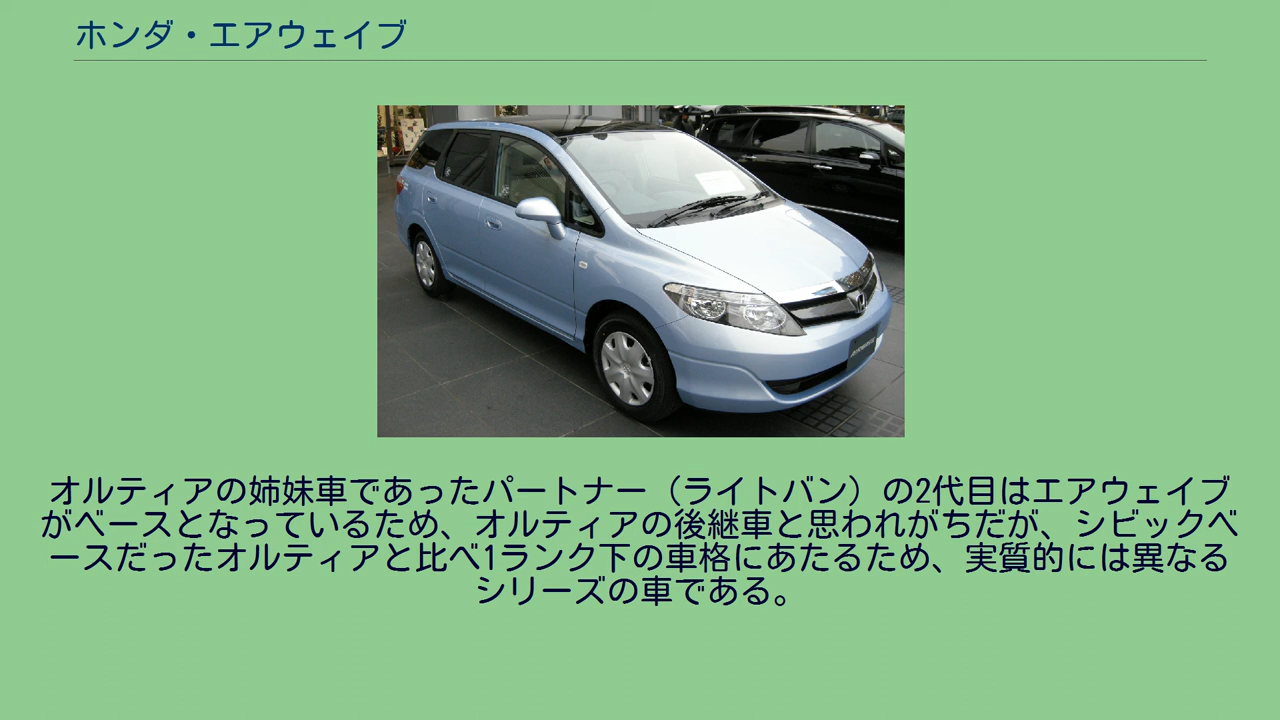 ホンダ・エアウェイブ
オルティアの姉妹車であったパートナー（ライトバン）の2代目はエアウェイブ
がベースとなっているため、オルティアの後継車と思われがちだが、シビックベ
ースだったオルティアと比べ1ランク下の車格にあたるため、実質的には異なる
シリーズの車である。